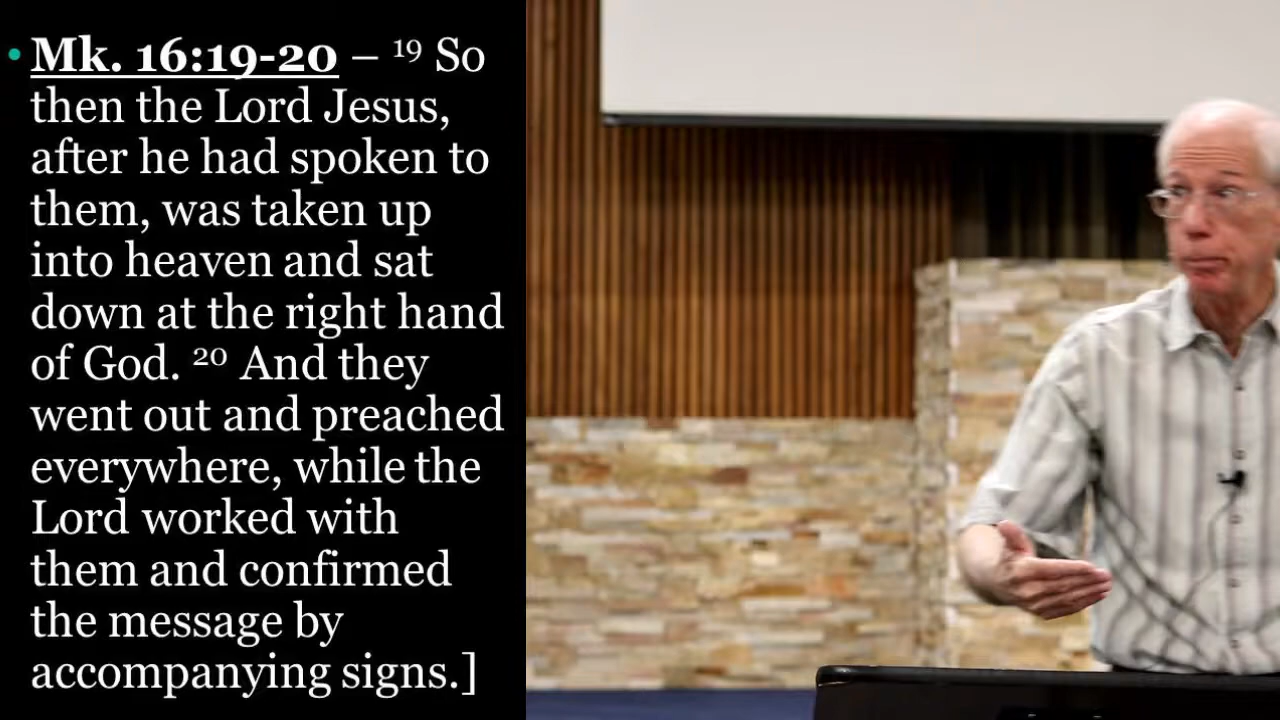 • Mk. 16:19-20 – 19 So
then the Lord Jesus,
after he had spoken to
them, was taken up
into heaven and sat
down at the right hand
of God. 20 And they
went out and preached
everywhere, while the
Lord worked with
them and confirmed
the message by
accompanying signs.]